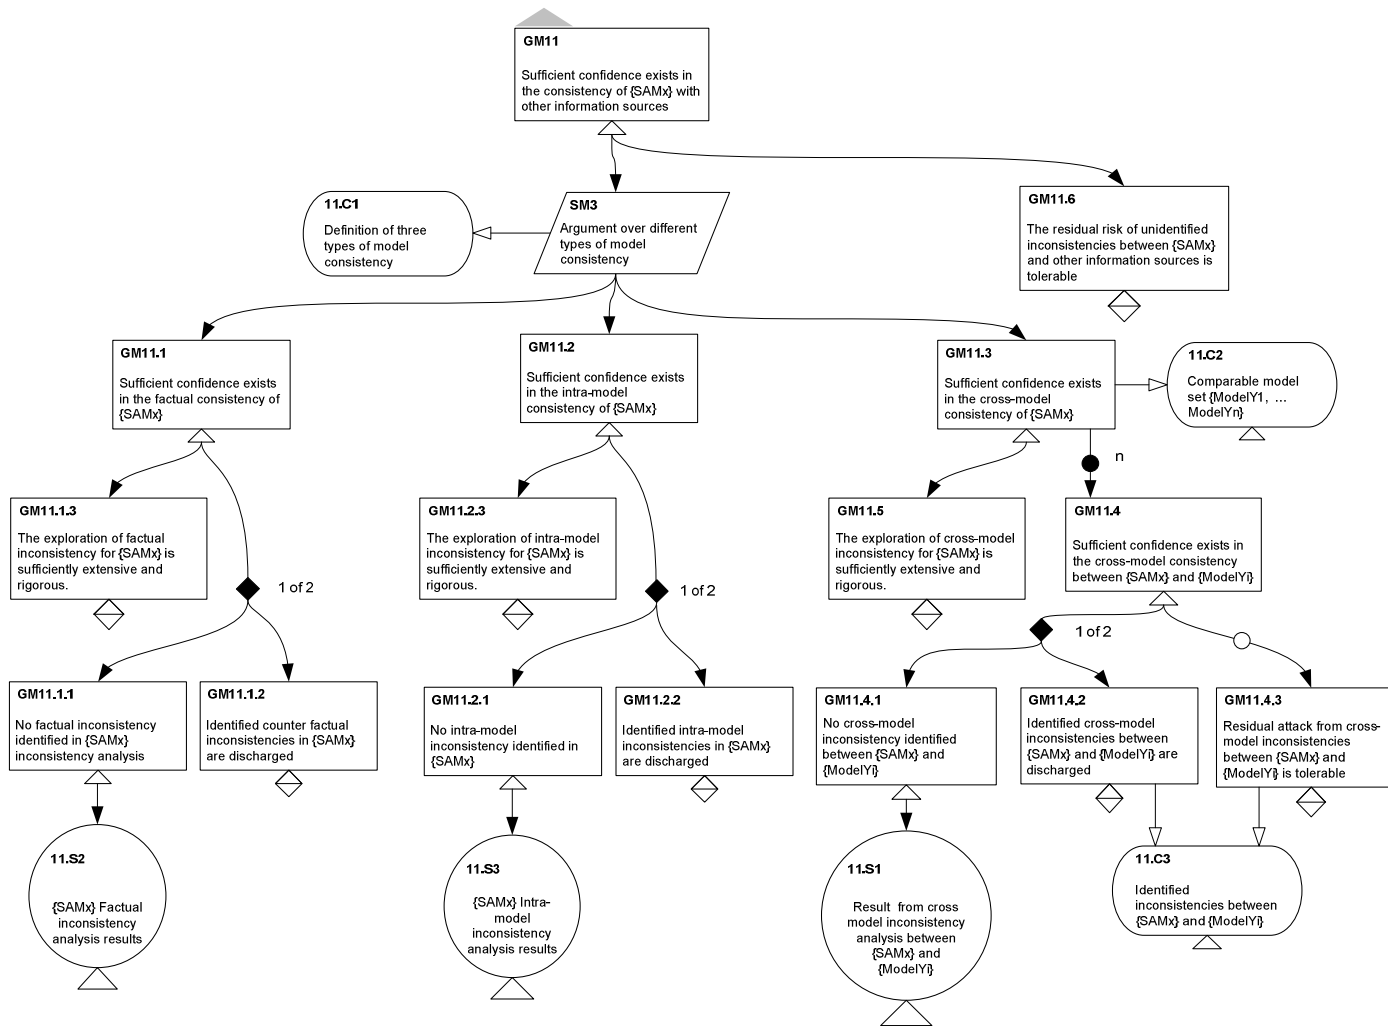 GM11
Sufficient confidence exists in
the consistency of {SAMx} with
other information sources
11.C1
Definition of three
types of model
consistency
SM3
Argument over different
types of model
consistency
GM11.6
The residual risk of unidentified
inconsistencies between {SAMx}
and other information sources is
tolerable
GM11.1
Sufficient confidence exists
in the factual consistency of
{SAMx}
GM11.2
Sufficient confidence exists
in the intra-model
consistency of {SAMx}
GM11.3
Sufficient confidence exists
in the cross-model
consistency of {SAMx}
11.C2
Comparable model
set {ModelY1, ...
ModelYn}
n
GM11.1.3
The exploration of factual
inconsistency for {SAMx} is
sufficiently extensive and
rigorous.
1 of 2
GM11.2.3
The exploration of intra-model
inconsistency for {SAMx} is
sufficiently extensive and
rigorous.
1 of 2
GM11.5
The exploration of cross-model
inconsistency for {SAMx} is
sufficiently extensive and
rigorous.
GM11.4
Sufficient confidence exists in
the cross-model consistency
between {SAMx} and {ModelYi}
1 of 2
GM11.1.1
No factual inconsistency
identified in {SAMx}
inconsistency analysis
GM11.1.2
Identified counter factual
inconsistencies in {SAMx}
are discharged
GM11.2.1
No intra-model
inconsistency identified in
{SAMx}
GM11.2.2
Identified intra-model
inconsistencies in {SAMx}
are discharged
GM11.4.1
No cross-model
inconsistency identified
between {SAMx} and
{ModelYi}
GM11.4.2
Identified cross-model
inconsistencies between
{SAMx} and {ModelYi} are
discharged
GM11.4.3
Residual attack from cross-
model inconsistencies
between {SAMx} and
{ModelYi} is tolerable
11.S2
{SAMx} Factual
inconsistency
analysis results
11.S3
{SAMx} Intra-
model
inconsistency
analysis results
11.S1
Result from cross
model inconsistency
analysis between
{SAMx} and
{ModelYi}
11.C3
Identified
inconsistencies between
{SAMx} and {ModelYi}